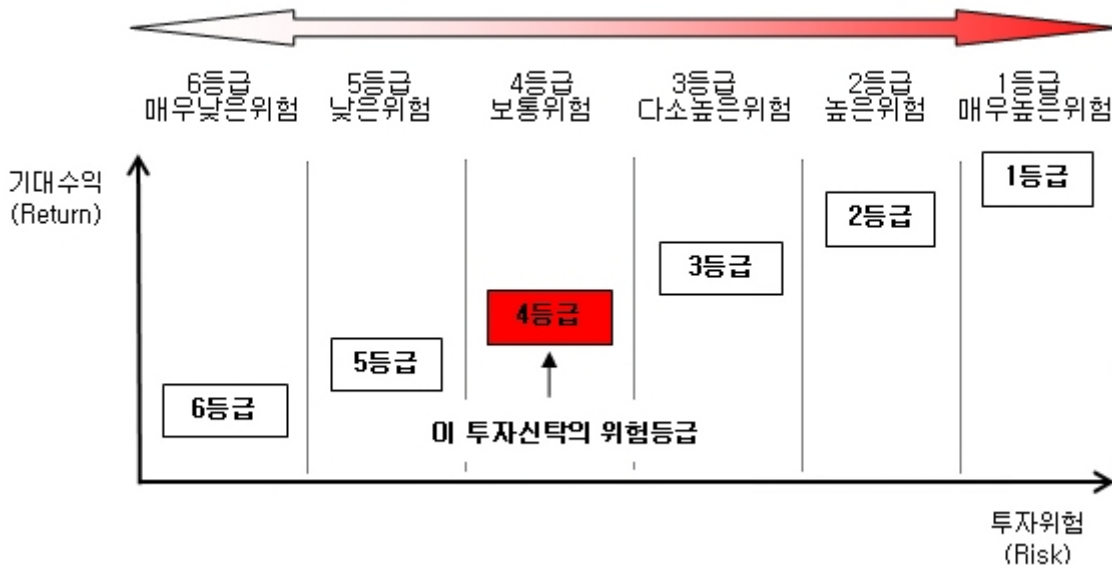 6등급
매우낮은위험
5등급
낮은위험
4등급
보통위험
3등급
다소높은위험
2등급
높은위험
1등급
매우높은위험
기대수익
(Return)
1등급
2등급
3등급
4등급
5등급
6등급
이 투자신탁의 위험등급
투자위험
(Risk)